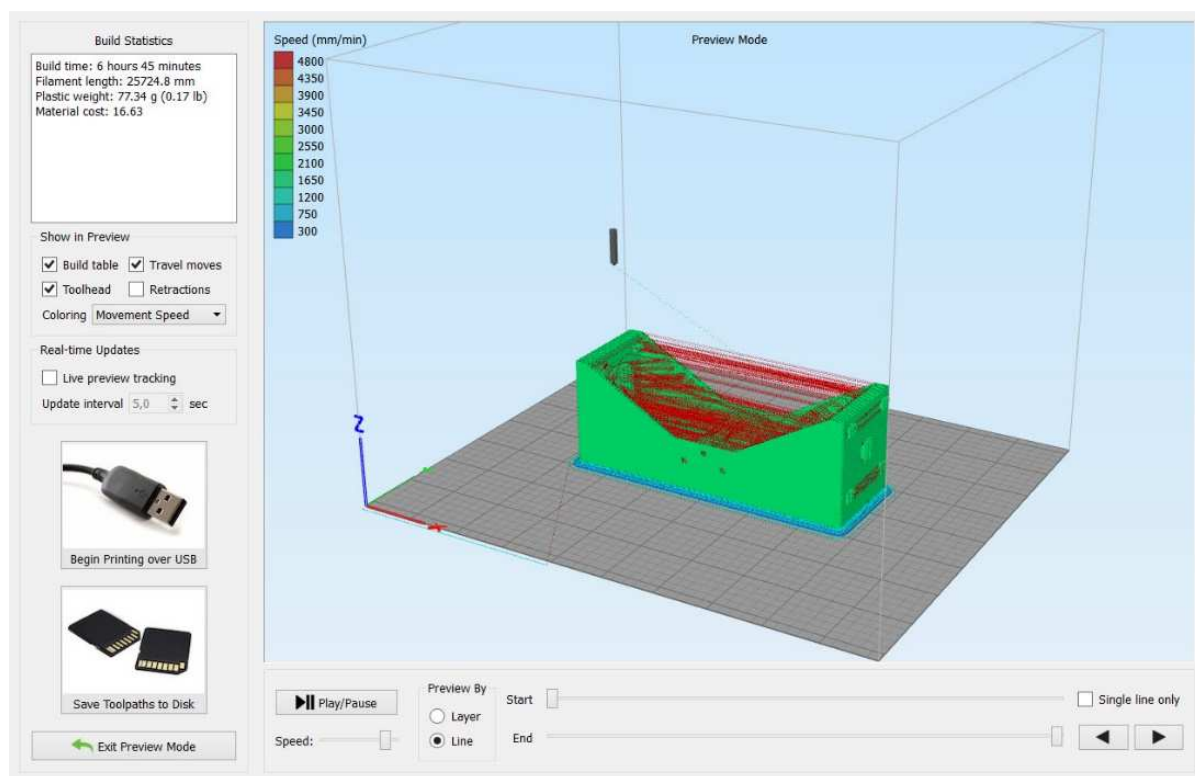 Build Statistics
Build time: 6 hours 45 minutes
Filament length: 25724.8 mm
Plastic weight: 77.34 g (0.17 lb)
Material cost: 16.63
Show in Preview
Build table
Travel moves
Toolhead
Retractions
Coloring Movement Speed
Real-time Updates
Live preview tracking
Update interval 5,0 sec
Begin Printing over USB
Save Toolpaths to Disk
Exit Preview Mode
Speed (mm/min)
4800
4350
3900
3450
3000
2550
2100
1650
1200
750
300
Preview Mode
Z
X
Play/Pause
Speed:
Preview By
Layer
Line
Start
End
Single line only